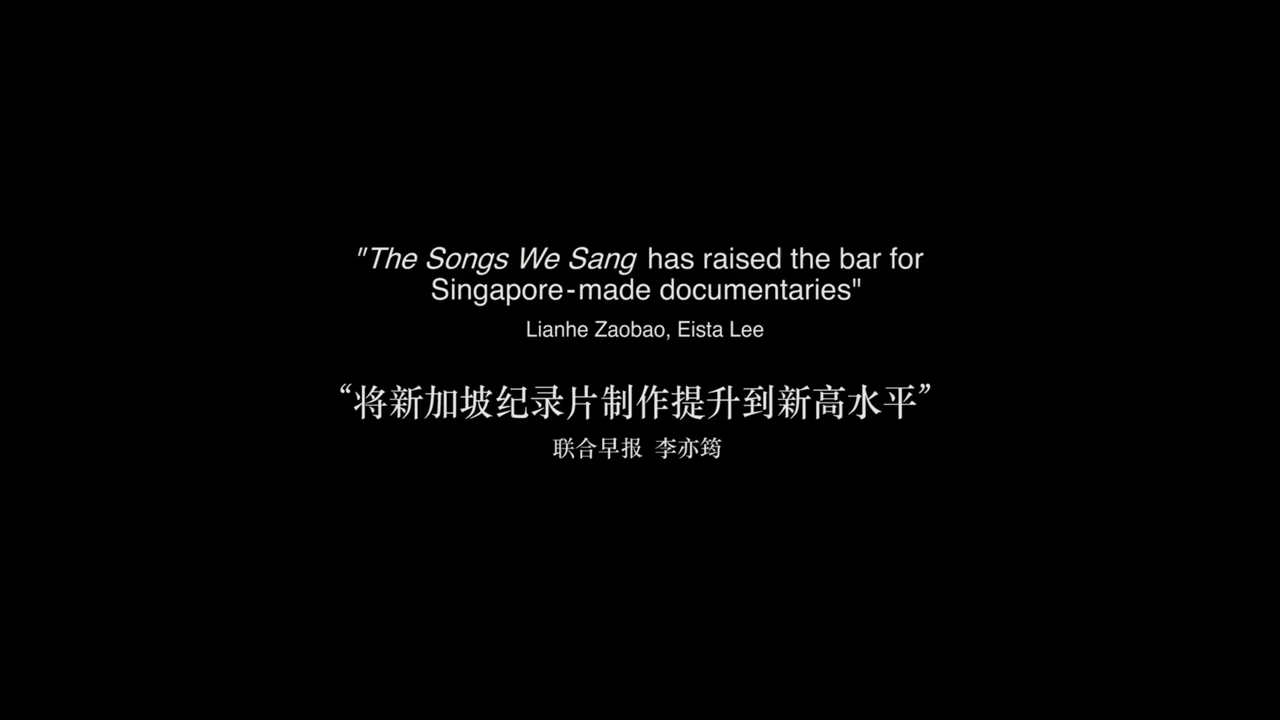 "The Songs We Sang has raised the bar for
Singapore-made documentaries"
Lianhe Zaobao, Eista Lee
“将新加坡纪录片制作提升到新高水平”
联合早报 李亦筠